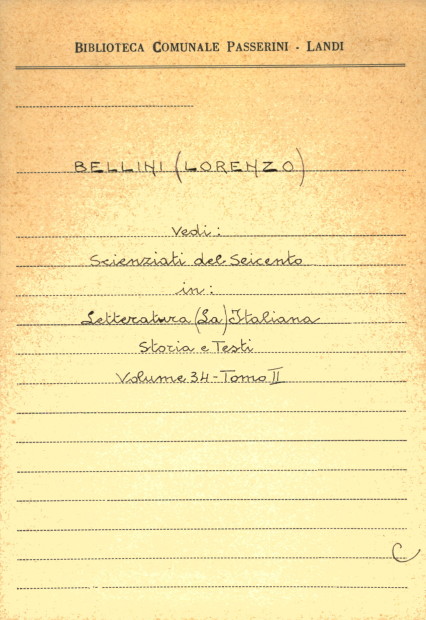 BIBLIOTECA COMUNALE PASSERINI - LANDI
BELLINI (LORENZO)
Vedi:
Scienziati del Seicento
in:
Letteratura (La) Italiana
Storia e Testi
Volume 34 - Tomo II
C